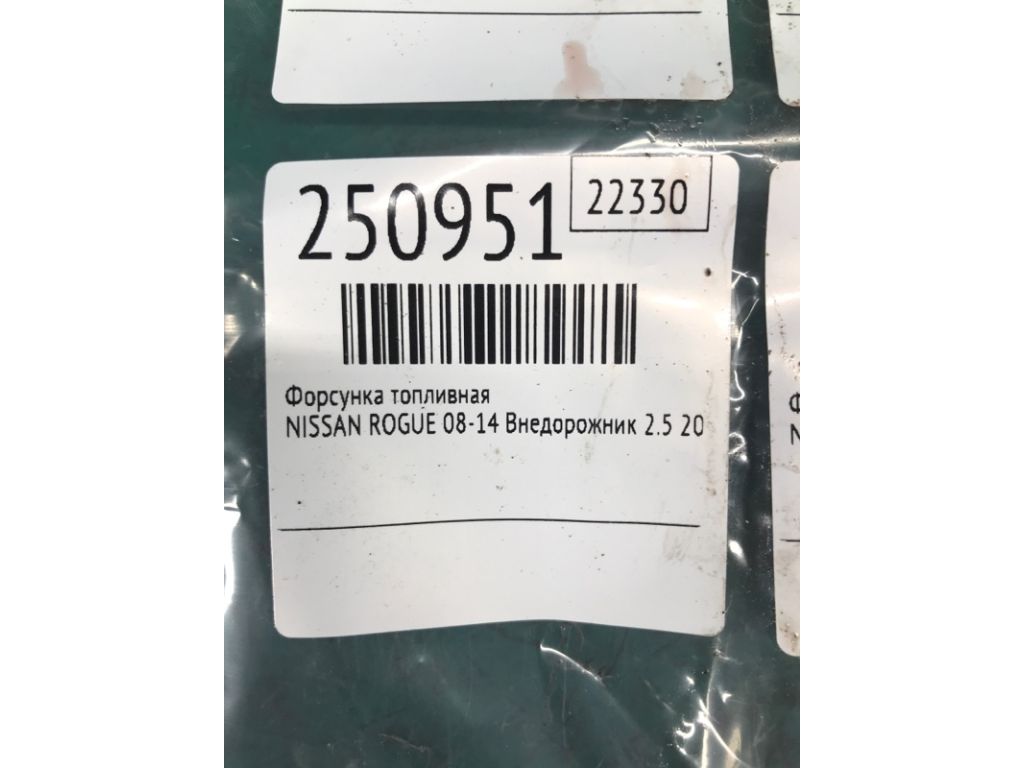 250951
22330
Форсунка топливная
NISSAN ROGUE 08-14 Внедорожник 2.5 20
Ф
N